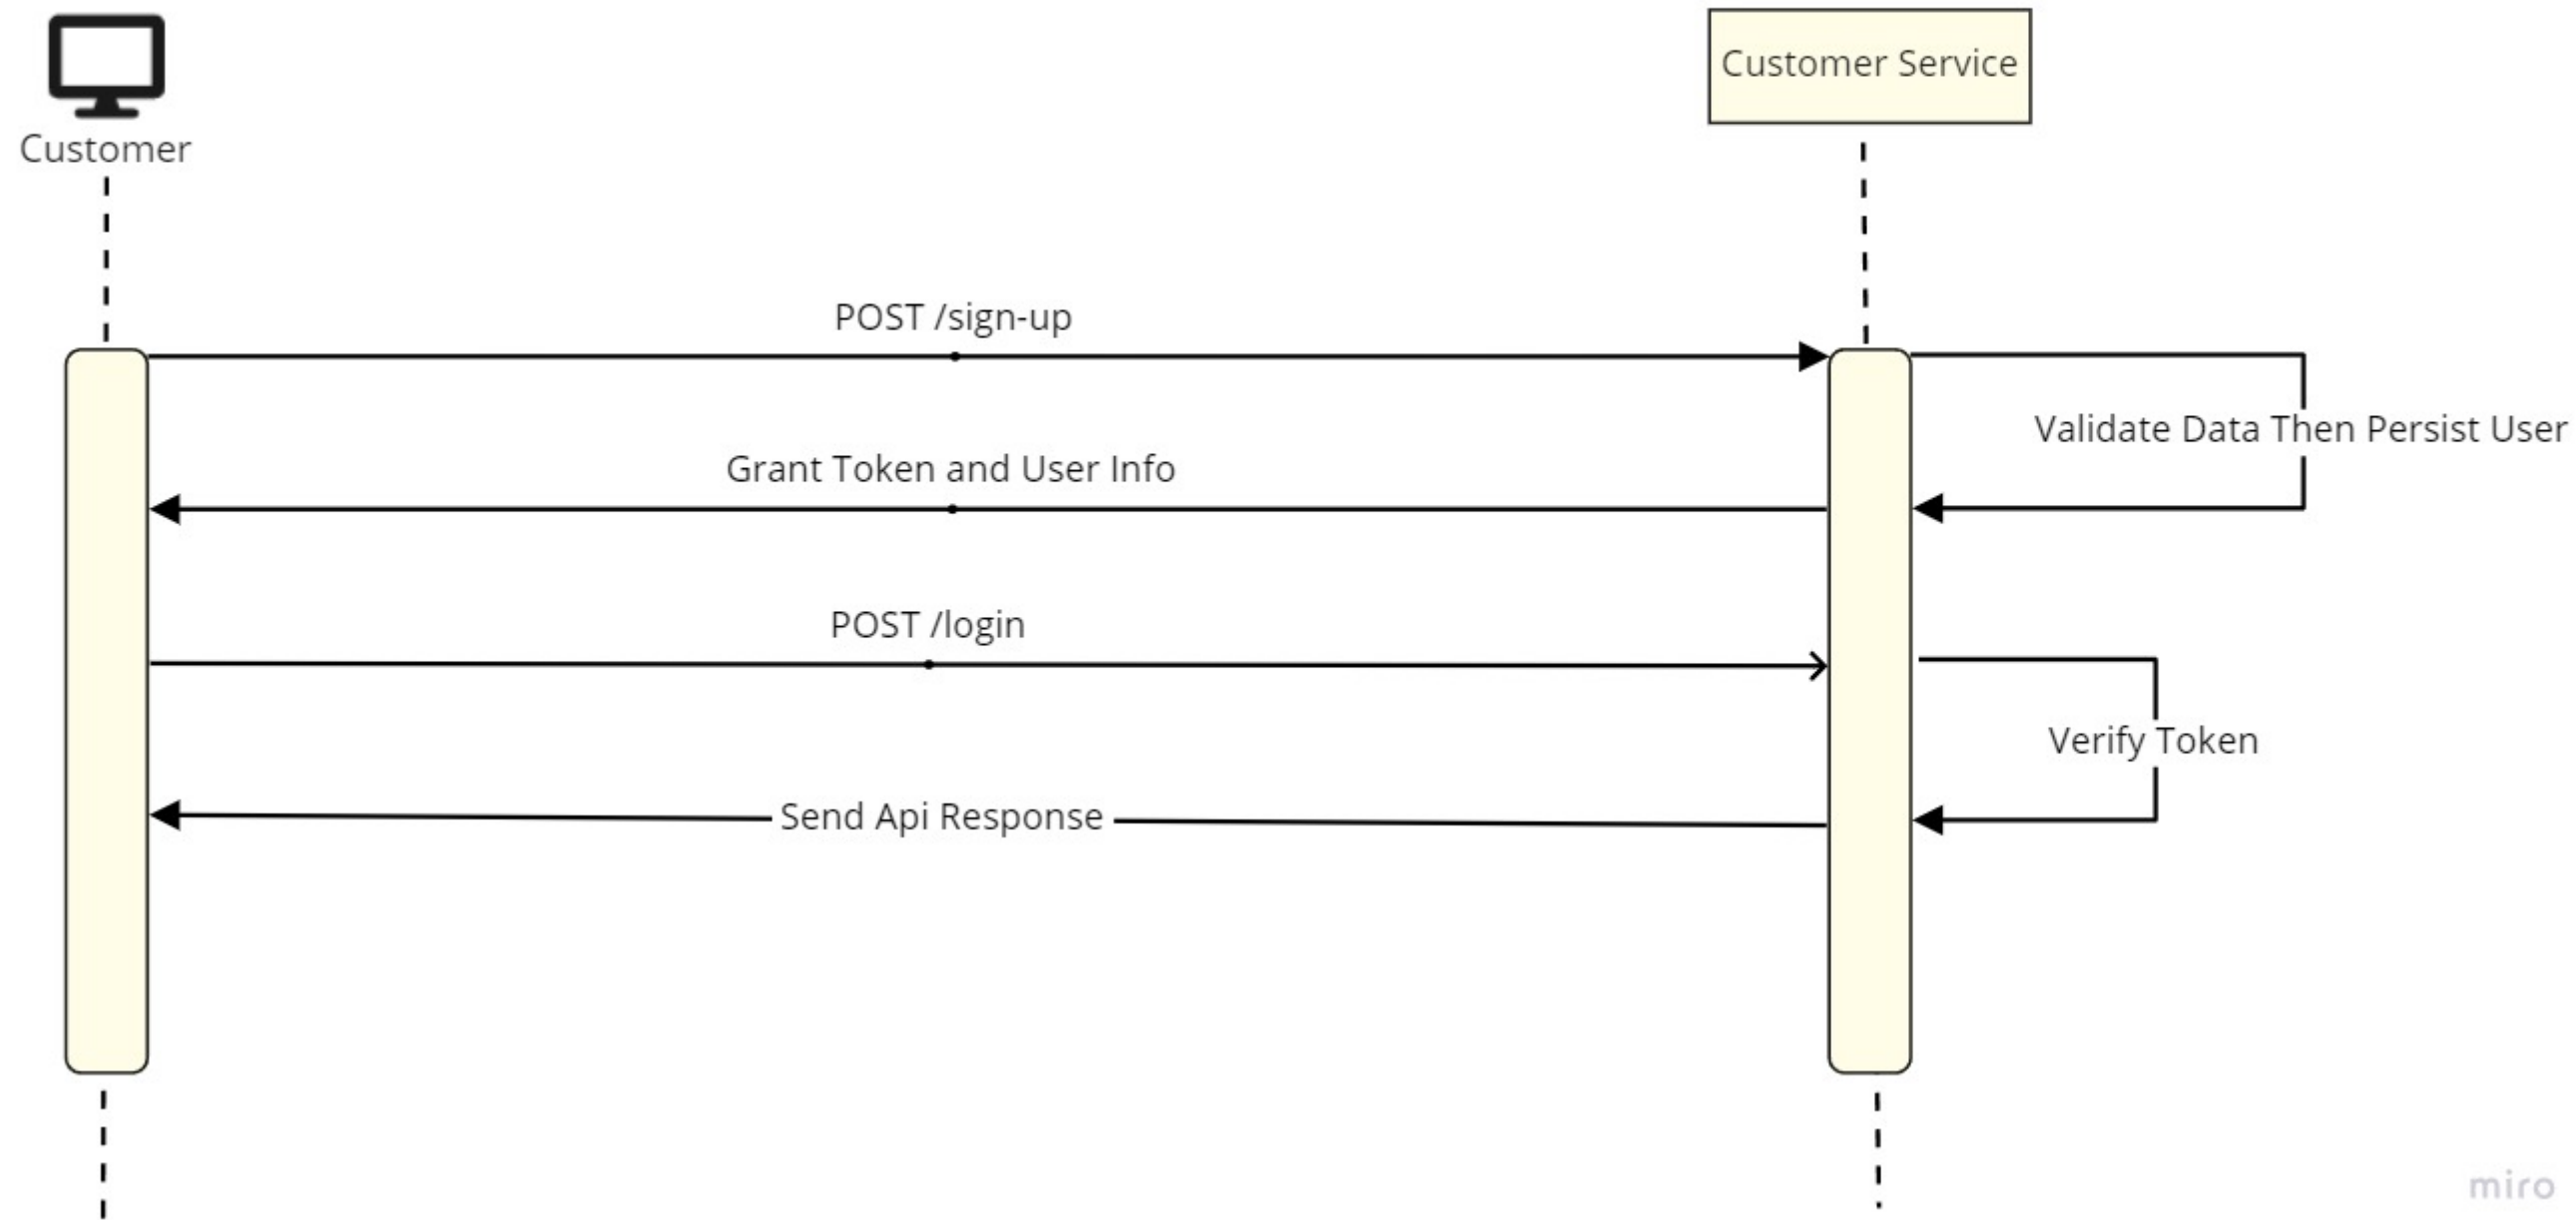 Customer
Customer Service
POST /sign-up
Validate Data Then Persist User
Grant Token and User Info
POST /login
Verify Token
Send Api Response
miro